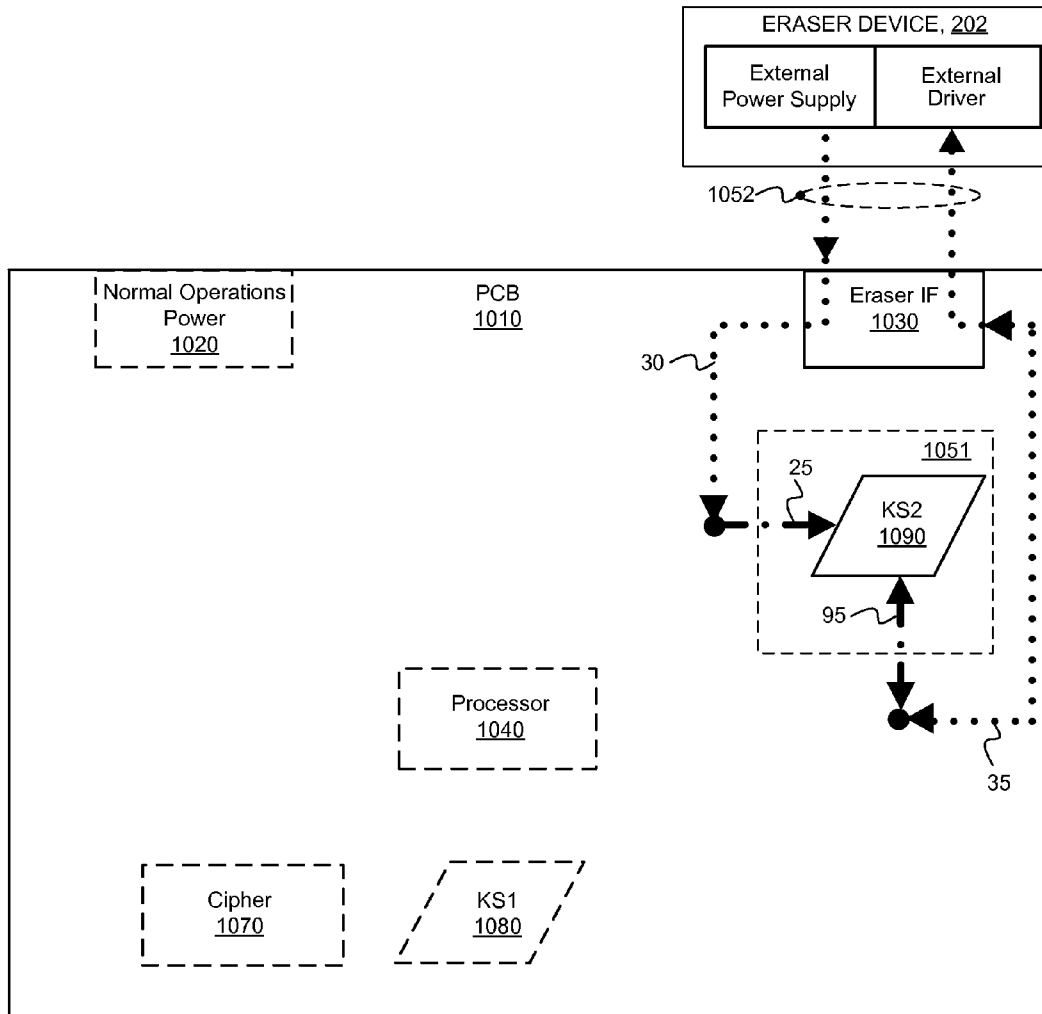 ERASER DEVICE, 202
External
Power Supply
External
Driver
1052
Normal Operations
Power
1020
PCB
1010
Eraser IF
1030
30
1051
25
KS2
1090
95
Processor
1040
35
Cipher
1070
KS1
1080